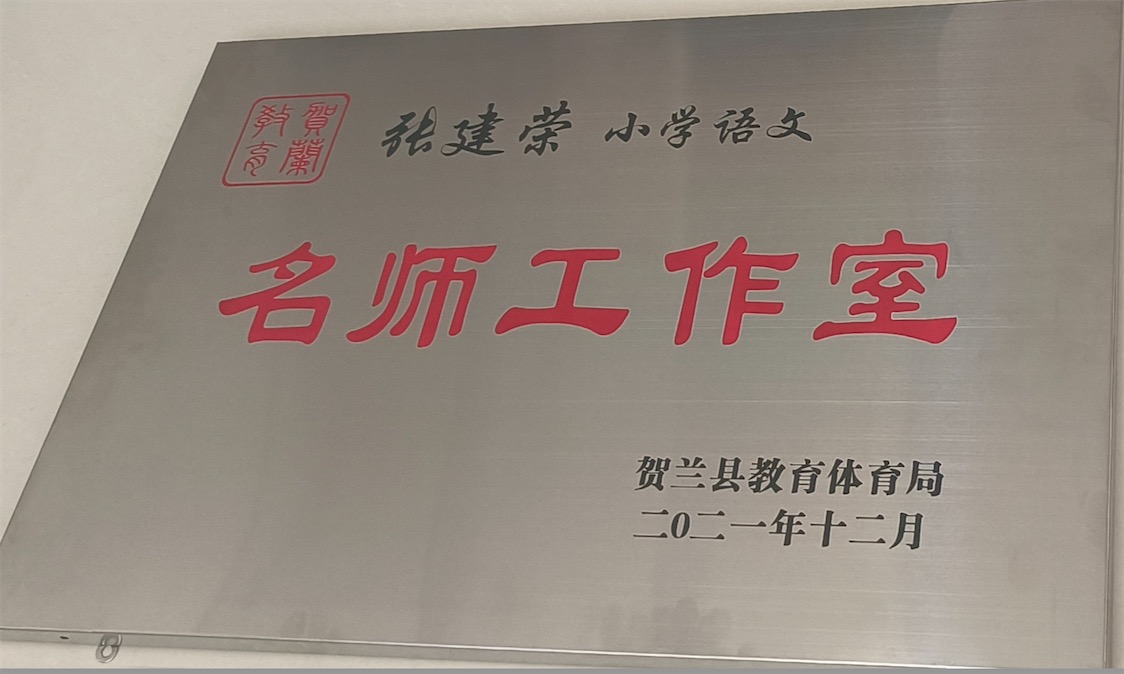 賀蘭教育
张建荣 小学语文
名师工作室
贺兰县教育体育局
二0二一年十二月